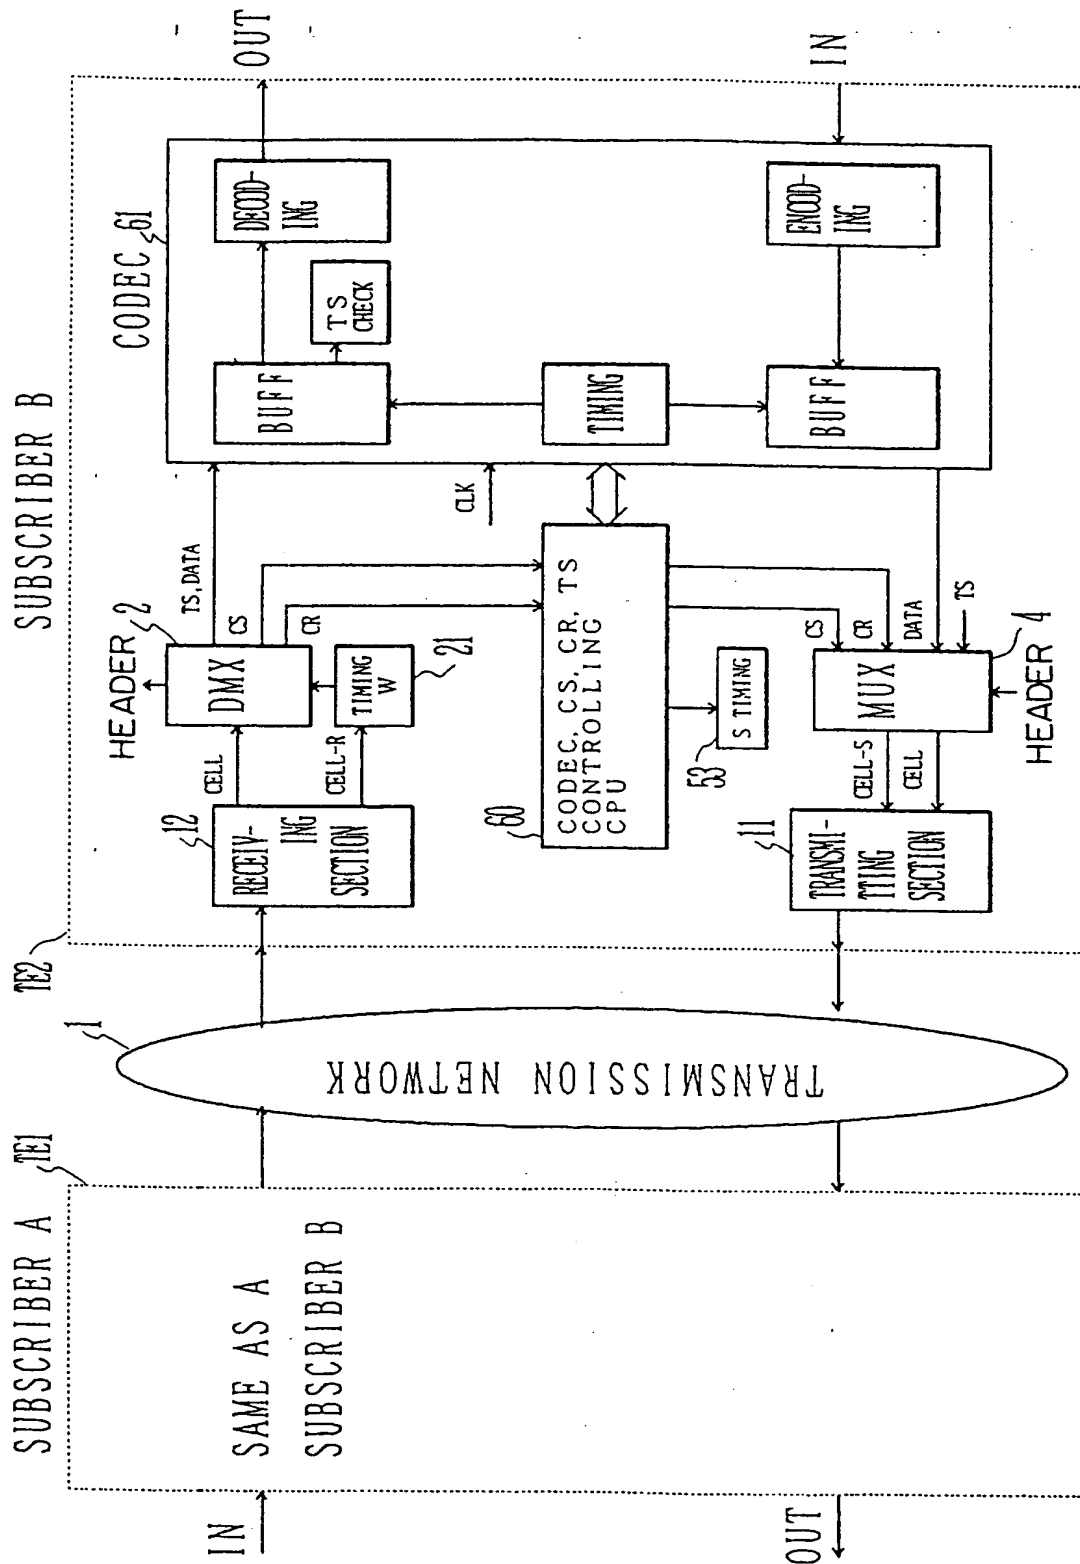 SUBSCRIBER A
TE1
IN
SAME AS A
SUBSCRIBER B
OUT
1
TRANSMISSION NETWORK
SUBSCRIBER B
TE2
12
RECEIV-
ING
SECTION
CELL
CELL-R
HEADER
2
DMX
TIMING
W
21
TS,DATA
CS
CR
CODEC
61
BUFF
TS
CHECK
DECOD-
ING
OUT
CLK
60
CODEC, CS, CR, TS
CONTROLLING
CPU
TIMING
53
S TIMING
11
TRANSMI-
TTING
SECTION
CELL-S
CELL
MUX
4
HEADER
CS
CR
DATA
TS
BUFF
ENCOD-
ING
IN